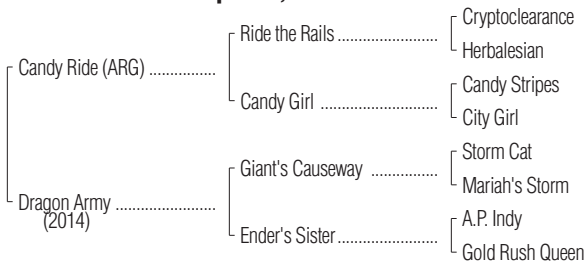 Cryptoclearance
Ride the Rails ........................
Herbalesian
Candy Ride (ARG) ................
Candy Stripes
Candy Girl ............................
City Girl
Storm Cat
Giant's Causeway ................
Mariah's Storm
Dragon Army ........................
(2014)
A.P. Indy
Ender's Sister ........................
Gold Rush Queen